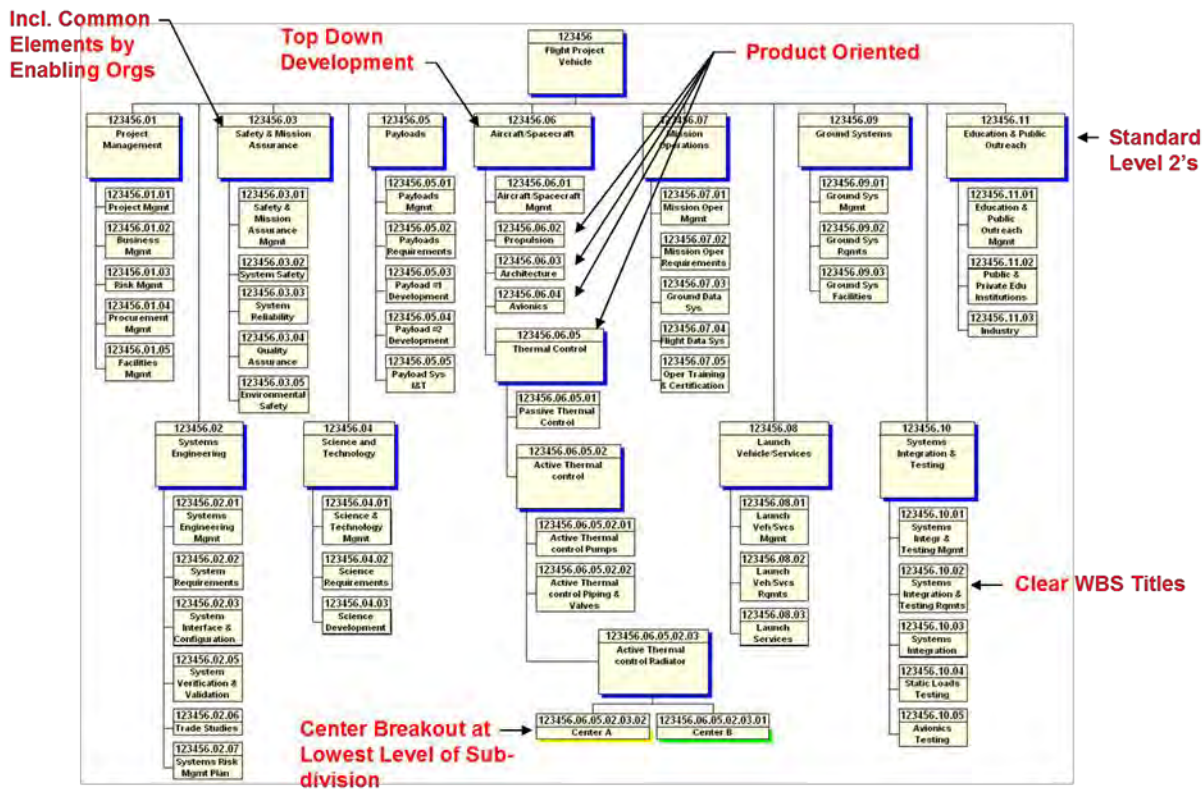 Incl. Common
Elements by
Enabling Orgs
Top Down
Development
Product Oriented
Standard
Level 2's
Clear WBS Titles
Center Breakout at
Lowest Level of Sub-
division
123456
Flight Project
Vehicle
123456.01
Project
Management
123456.01.01
Project Mgmt
123456.01.02
Business
Mgmt
123456.01.03
Risk Mgmt
123456.01.04
Procurement
Mgmt
123456.01.05
Facilities
Mgmt
123456.02
Systems
Engineering
123456.02.01
Systems
Engineering
Mgmt
123456.02.02
System
Requirements
123456.02.03
System
Interface &
Configuration
123456.02.05
System
Verification &
Validation
123456.02.06
Trade Studies
123456.02.07
Systems Risk
Mgmt Plan
123456.03
Safety & Mission
Assurance
123456.03.01
Safety &
Mission
Assurance
Mgmt
123456.03.02
System Safety
123456.03.03
System
Reliability
123456.03.04
Quality
Assurance
123456.03.05
Environmental
Safety
123456.04
Science and
Technology
123456.04.01
Science &
Technology
Mgmt
123456.04.02
Science
Requirements
123456.04.03
Science
Development
123456.05
Payloads
123456.05.01
Payloads
Mgmt
123456.05.02
Payloads
Requirements
123456.05.03
Payload #1
Development
123456.05.04
Payload #2
Development
123456.05.05
Payload Sys
I&T
123456.06
Aircraft/Spacecraft
123456.06.01
Aircraft/Spacecraft
Mgmt
123456.06.02
Propulsion
123456.06.03
Architecture
123456.06.04
Avionics
123456.06.05
Thermal Control
123456.06.05.01
Passive Thermal
Control
123456.06.05.02
Active Thermal
control
123456.06.05.02.01
Active Thermal
control Pumps
123456.06.05.02.02
Active Thermal
control Piping &
Valves
123456.06.05.02.03
Active Thermal
control Radiator
123456.06.05.02.03.02
Center A
123456.06.05.02.03.01
Center B
123456.07
Mission
Operations
123456.07.01
Mission Oper
Mgmt
123456.07.02
Mission Oper
Requirements
123456.07.03
Ground Data
Sys
123456.07.04
Flight Data Sys
123456.07.05
Oper Training
& Certification
123456.08
Launch
Vehicle/Services
123456.08.01
Launch
Veh/Svcs
Mgmt
123456.08.02
Launch
Veh/Svcs
Rqmts
123456.08.03
Launch
Services
123456.09
Ground Systems
123456.09.01
Ground Sys
Mgmt
123456.09.02
Ground Sys
Rqmts
123456.09.03
Ground Sys
Facilities
123456.10
Systems
Integration &
Testing
123456.10.01
Systems
Integr &
Testing Mgmt
123456.10.02
Systems
Integration &
Testing Rqmts
123456.10.03
Systems
Integration
123456.10.04
Static Loads
Testing
123456.10.05
Avionics
Testing
123456.11
Education & Public
Outreach
123456.11.01
Education &
Public
Outreach Mgmt
123456.11.02
Public &
Private Edu
Institutions
123456.11.03
Industry